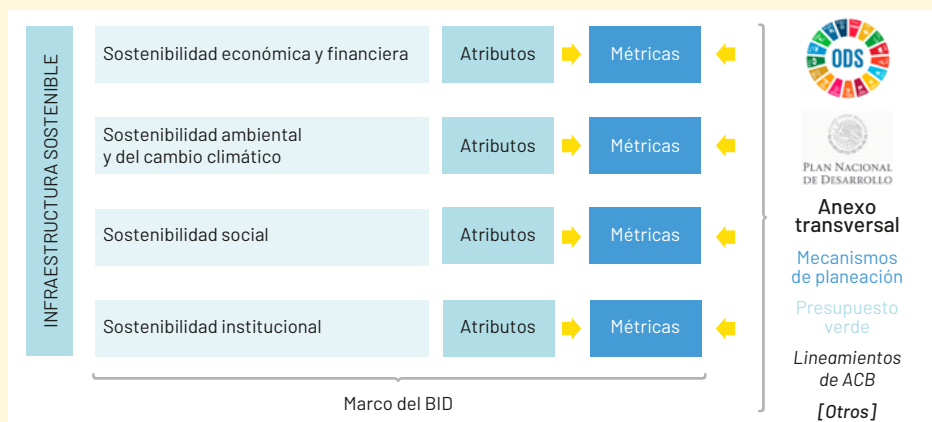 INFRAESTRUCTURA SOSTENIBLE
Sostenibilidad económica y financiera
Atributos
Métricas
Sostenibilidad ambiental
y del cambio climático
Atributos
Métricas
Sostenibilidad social
Atributos
Métricas
Sostenibilidad institucional
Atributos
Métricas
Marco del BID
ODS
PLAN NACIONAL
DE DESARROLLO
Anexo
transversal
Mecanismos
de planeación
Presupuesto
verde
Lineamientos
de ACB
[Otros]